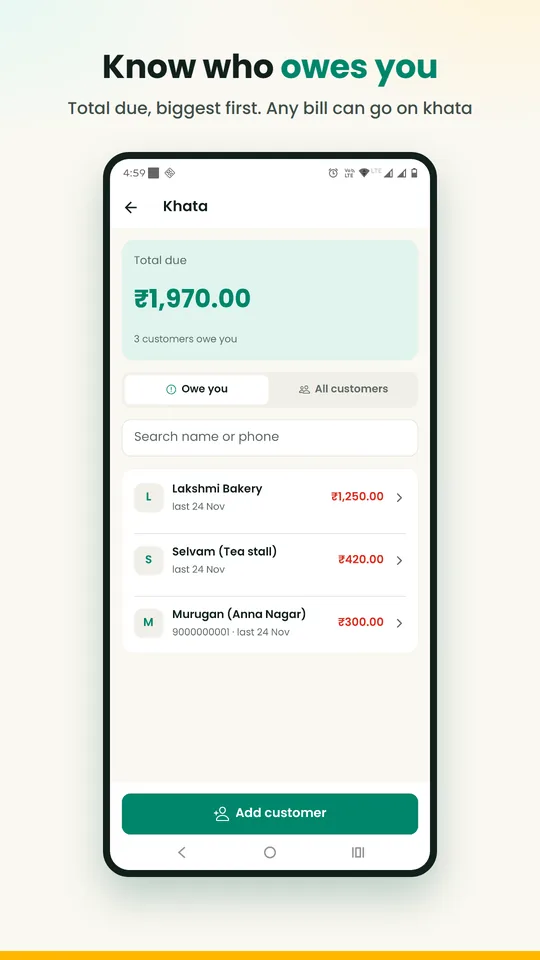 Know who owes you
Total due, biggest first. Any bill can go on khata
4:59
VoLTE LTE
Khata
Total due
₹1,970.00
3 customers owe you
Owe you
All customers
Search name or phone
L
Lakshmi Bakery
₹1,250.00
last 24 Nov
S
Selvam (Tea stall)
₹420.00
last 24 Nov
M
Murugan (Anna Nagar)
₹300.00
9000000001 · last 24 Nov
Add customer